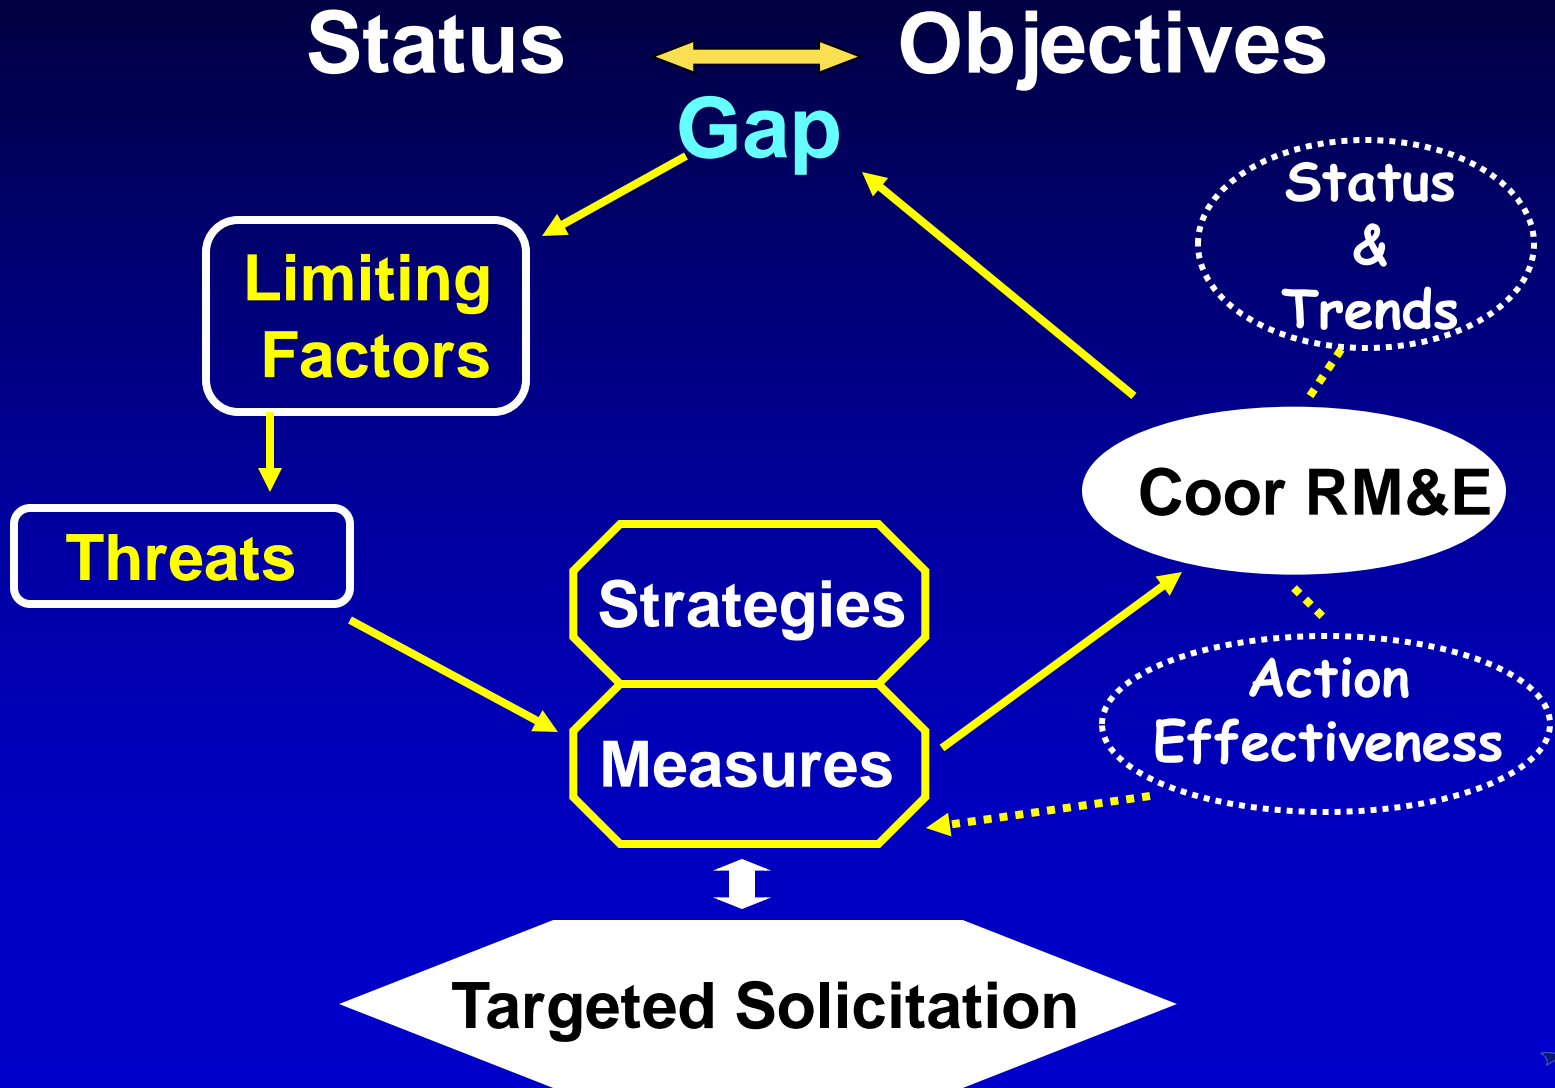 Status Objectives
Gap
Status
&
Trends
Limiting
Factors
Coor RM&E
Threats
Strategies
Action
Effectiveness
Measures
Targeted Solicitation